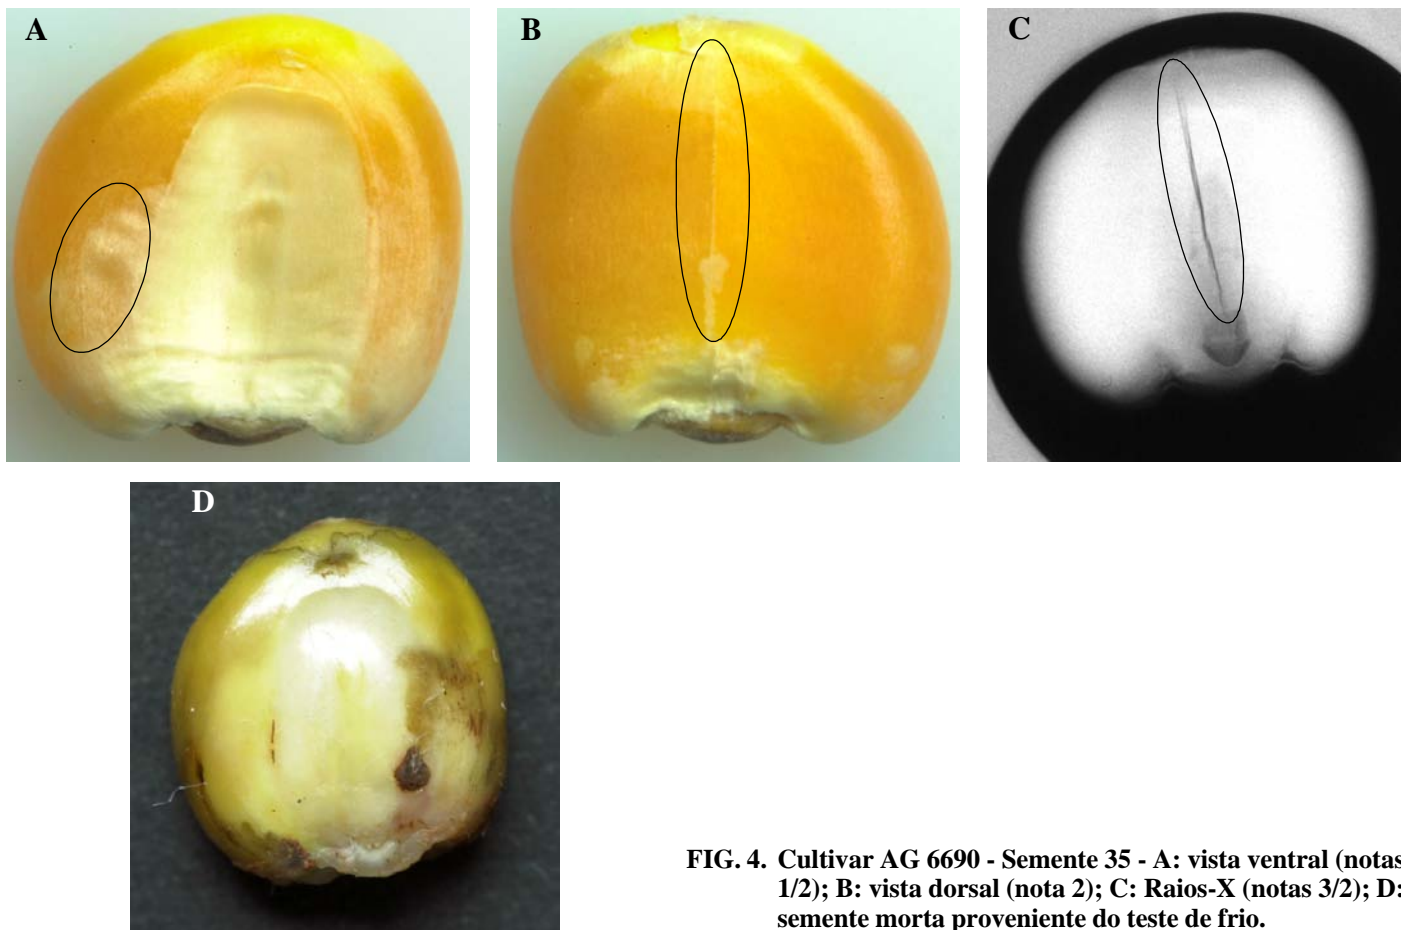 A
B
C
D
FIG. 4. Cultivar AG 6690 - Semente 35 - A: vista ventral (notas
1/2); B: vista dorsal (nota 2); C: Raios-X (notas 3/2); D:
semente morta proveniente do teste de frio.